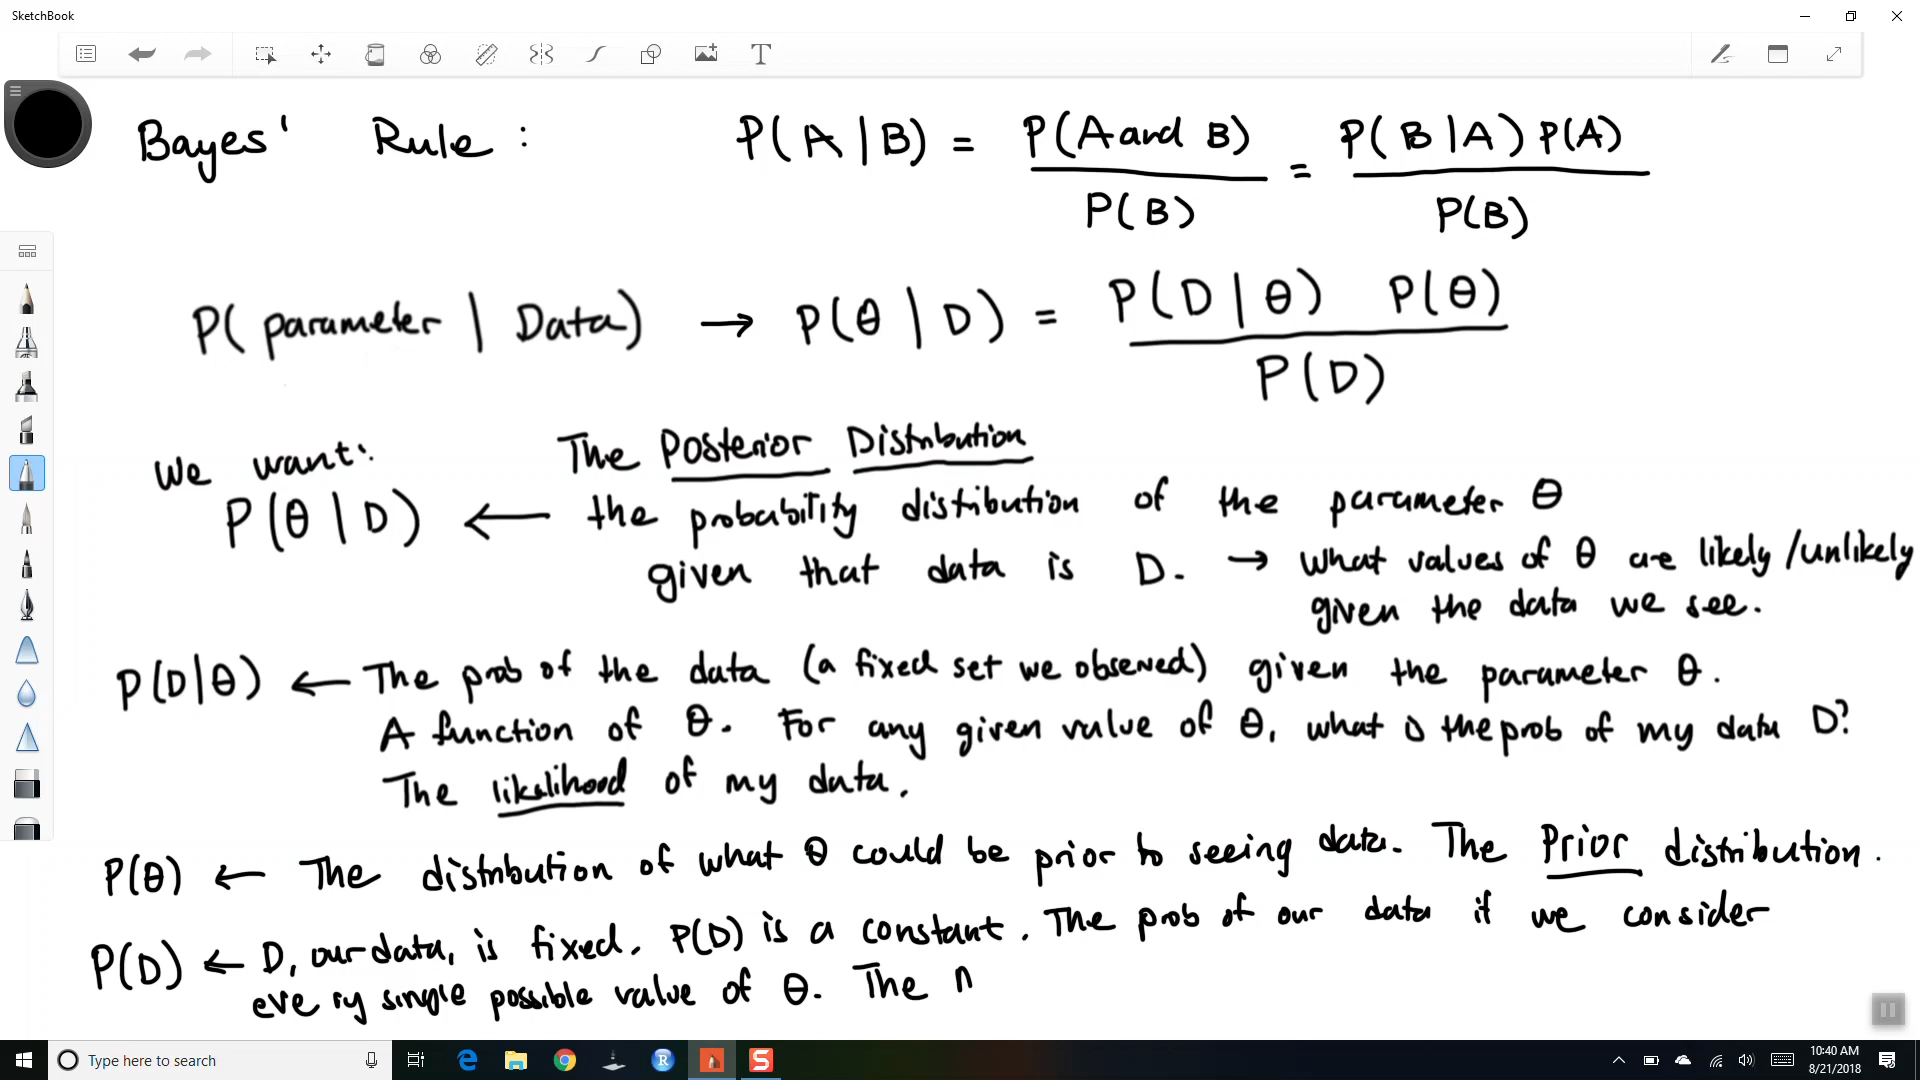 SketchBook
T
Bayes' Rule : P(A|B) = P(A and B) / P(B) = P(B|A) P(A) / P(B)
P(parameter | Data) → P(θ | D) = P(D | θ) P(θ) / P(D)
We want: The Posterior Distribution
P(θ | D) ← the probability distribution of the parameter θ
given that data is D. → What values of θ are likely/unlikely
given the data we see.
P(D|θ) ← The prob of the data (a fixed set we observed) given the parameter θ.
A function of θ. For any given value of θ, what is the prob of my data D?
The likelihood of my data.
P(θ) ← The distribution of what θ could be prior to seeing data. The Prior distribution.
P(D) ← D, our data, is fixed. P(D) is a constant. The prob of our data if we consider
every single possible value of θ. The n
Type here to search
R
S
10:40 AM
8/21/2018